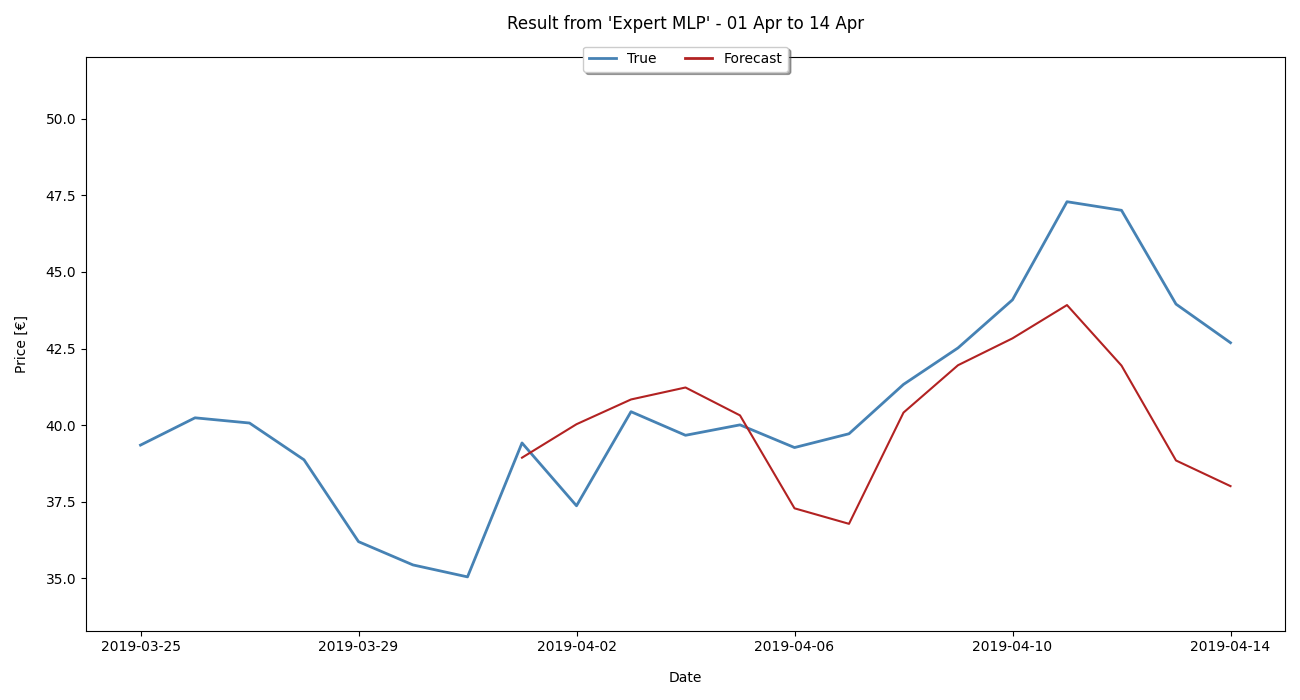 Result from 'Expert MLP' - 01 Apr to 14 Apr
True Forecast
50.0
47.5
45.0
42.5
40.0
37.5
35.0
Price [€]
2019-03-25 2019-03-29 2019-04-02 2019-04-06 2019-04-10 2019-04-14
Date